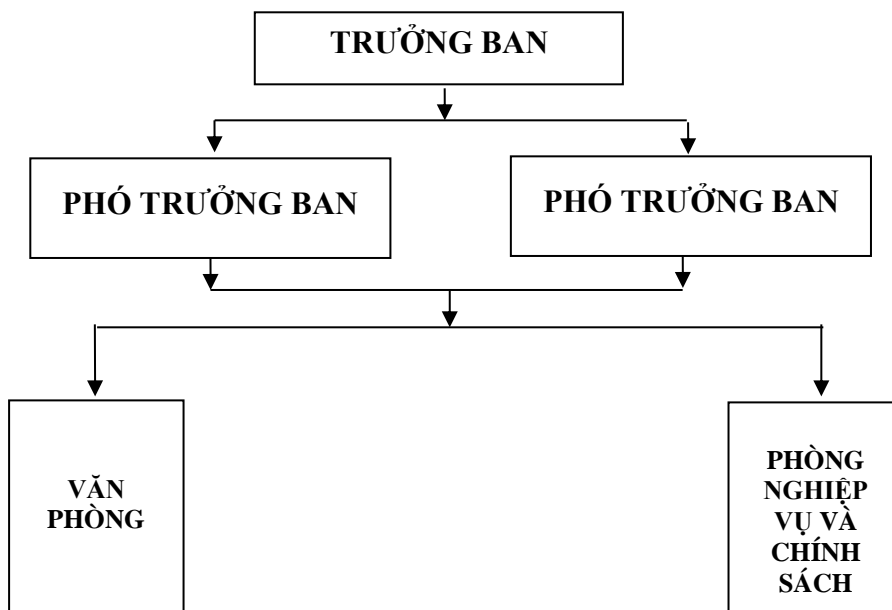 TRƯỞNG BAN
PHÓ TRƯỞNG BAN
PHÓ TRƯỞNG BAN
VĂN
PHÒNG
PHÒNG
NGHIỆP
VỤ VÀ
CHÍNH
SÁCH